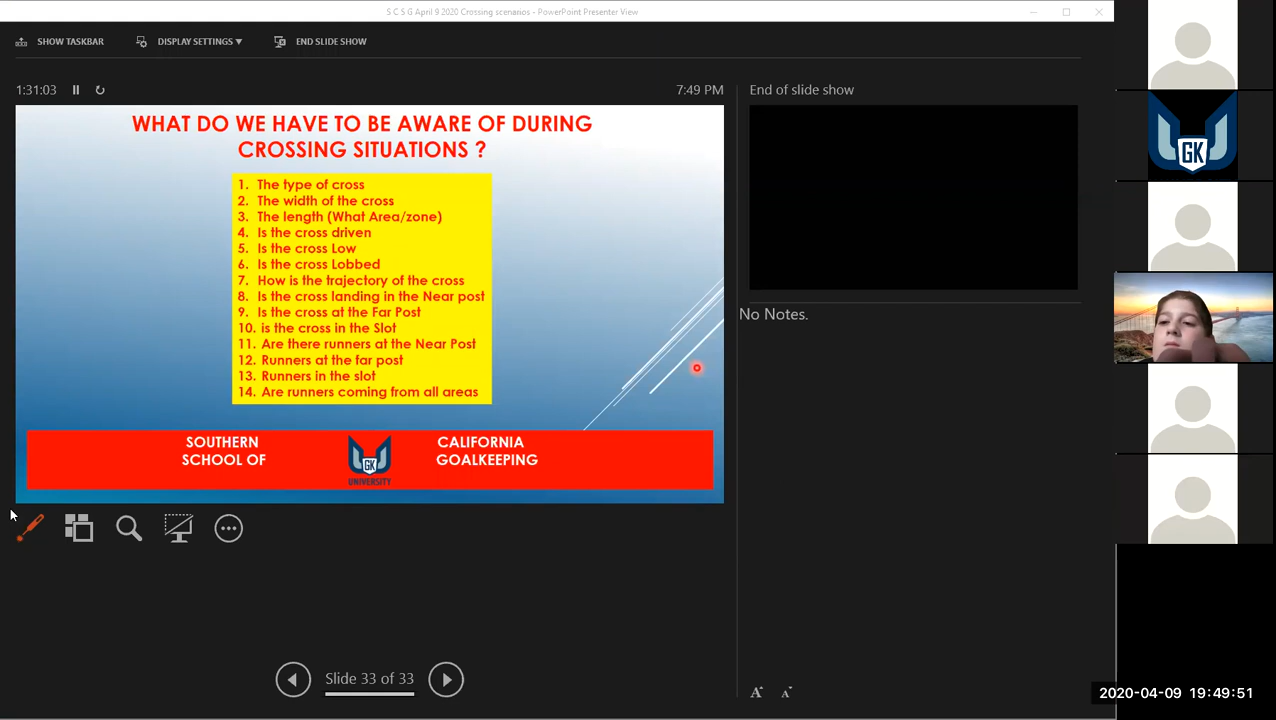 S C S G April 9 2020 Crossing scenarios - PowerPoint Presenter View
SHOW TASKBAR
DISPLAY SETTINGS ▼
END SLIDE SHOW
1:31:03
7:49 PM
End of slide show
WHAT DO WE HAVE TO BE AWARE OF DURING
CROSSING SITUATIONS ?
1. The type of cross
2. The width of the cross
3. The length (What Area/zone)
4. Is the cross driven
5. Is the cross Low
6. Is the cross Lobbed
7. How is the trajectory of the cross
8. Is the cross landing in the Near post
9. Is the cross at the Far Post
10. is the cross in the Slot
11. Are there runners at the Near Post
12. Runners at the far post
13. Runners in the slot
14. Are runners coming from all areas
SOUTHERN
SCHOOL OF
GK
UNIVERSITY
CALIFORNIA
GOALKEEPING
No Notes.
GK
Slide 33 of 33
A A
2020-04-09 19:49:51